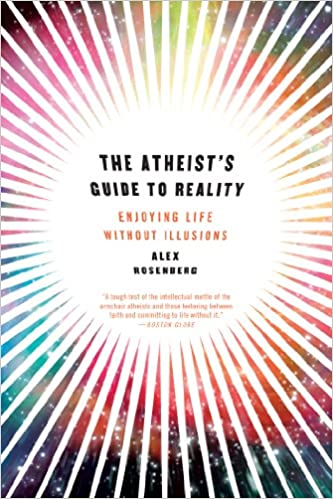 THE ATHEIST'S
GUIDE TO REALITY
ENJOYING LIFE
WITHOUT ILLUSIONS
ALEX
ROSENBERG
"A tough test of the intellectual mettle of the
armchair atheists and those teetering between
faith and committing to life without it."
—BOSTON GLOBE